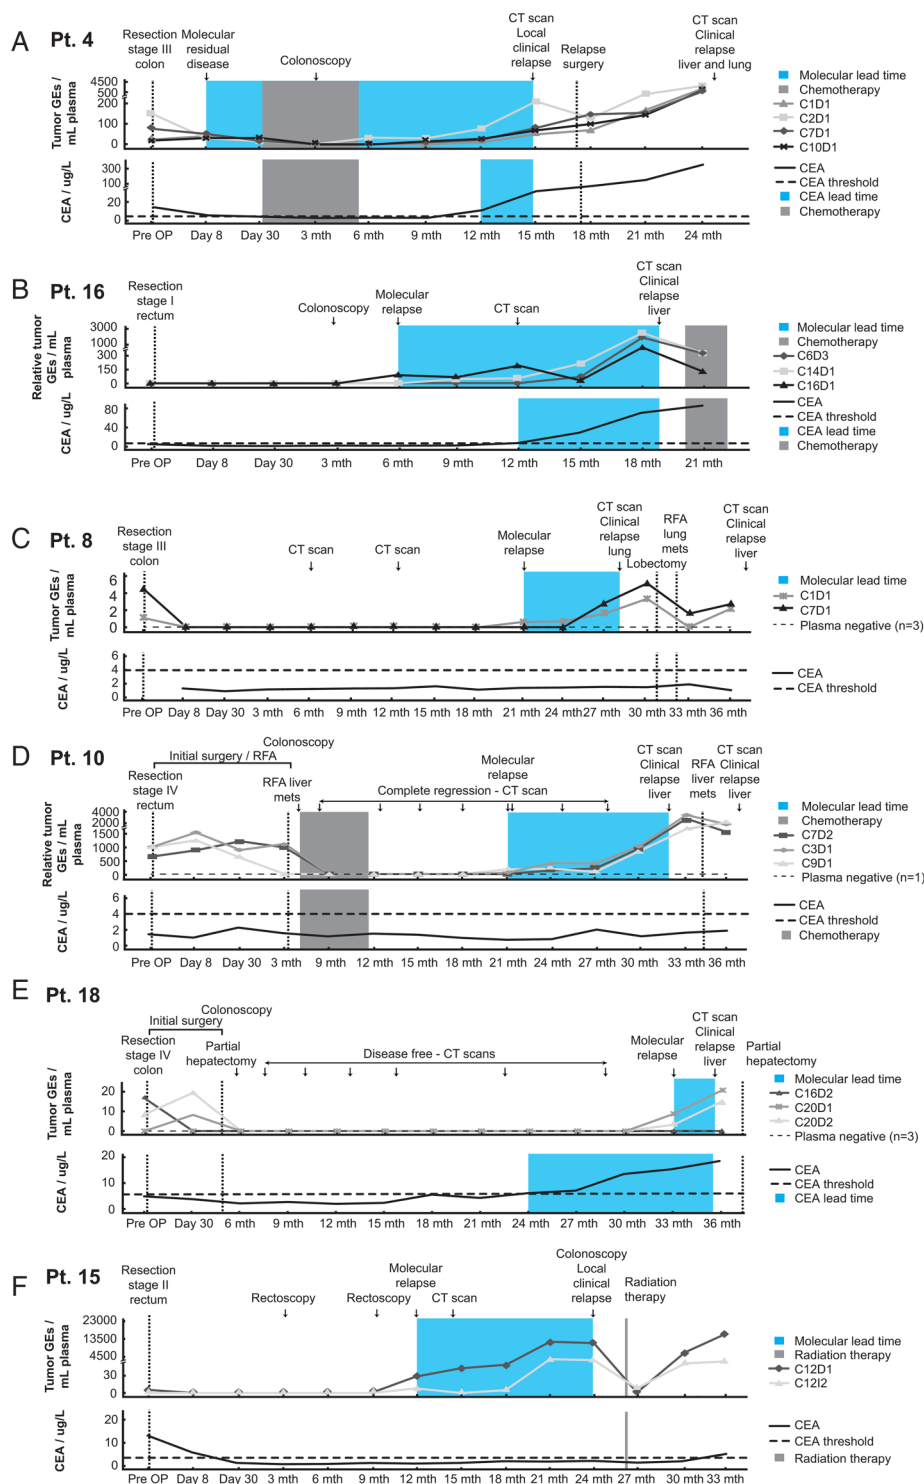 A
Pt. 4
Resection
stage III
colon
Molecular
residual
disease
Colonoscopy
CT scan
Local
clinical
relapse
Relapse
surgery
CT scan
Clinical
relapse
liver and lung
Tumor GEs /
mL plasma
4500
500
200
100
0
Molecular lead time
Chemotherapy
C1D1
C2D1
C7D1
C10D1
CEA / ug/L
300
100
20
0
CEA
CEA threshold
CEA lead time
Chemotherapy
Pre OP Day 8 Day 30 3 mth 6 mth 9 mth 12 mth 15 mth 18 mth 21 mth 24 mth
B
Pt. 16
Resection
stage I
rectum
Colonoscopy
Molecular
relapse
CT scan
CT scan
Clinical
relapse
liver
Relative tumor
GEs / mL
plasma
3000
1000
300
150
0
Molecular lead time
Chemotherapy
C6D3
C14D1
C16D1
CEA / ug/L
80
40
0
CEA
CEA threshold
CEA lead time
Chemotherapy
Pre OP Day 8 Day 30 3 mth 6 mth 9 mth 12 mth 15 mth 18 mth 21 mth
C
Pt. 8
Resection
stage III
colon
CT scan
CT scan
Molecular
relapse
CT scan
Clinical
relapse
lung
Lobectomy
RFA
lung
mets
CT scan
Clinical
relapse
liver
Tumor GEs /
mL plasma
6
4
2
0
Molecular lead time
C1D1
C7D1
Plasma negative (n=3)
CEA / ug/L
6
4
2
0
CEA
CEA threshold
Pre OP Day 8 Day 30 3 mth 6 mth 9 mth 12 mth 15 mth 18 mth 21 mth 24 mth 27 mth 30 mth 33 mth 36 mth
D
Pt. 10
Resection
stage IV
rectum
Initial surgery / RFA
Colonoscopy
RFA liver
mets
Complete regression - CT scan
Molecular
relapse
CT scan
Clinical
relapse
liver
RFA
liver
mets
CT scan
Clinical
relapse
liver
Relative tumor
GEs / mL
plasma
4000
2000
1500
1000
500
0
Molecular lead time
Chemotherapy
C7D2
C3D1
C9D1
Plasma negative (n=1)
CEA / ug/L
6
4
2
0
CEA
CEA threshold
Chemotherapy
Pre OP Day 8 Day 30 3 mth 9 mth 12 mth 15 mth 18 mth 21 mth 24 mth 27 mth 30 mth 33 mth 36 mth
E
Pt. 18
Resection
stage IV
colon
Initial surgery
Colonoscopy
Partial
hepatectomy
Disease free - CT scans
Molecular
relapse
CT scan
Clinical
relapse
liver
Partial
hepatectomy
Tumor GEs /
mL plasma
20
10
0
Molecular lead time
C16D2
C20D1
C20D2
Plasma negative (n=3)
CEA / ug/L
20
10
0
CEA
CEA threshold
CEA lead time
Pre OP Day 30 6 mth 9 mth 12 mth 15 mth 18 mth 21 mth 24 mth 27 mth 30 mth 33 mth 36 mth
F
Pt. 15
Resection
stage II
rectum
Rectoscopy
Rectoscopy
Molecular
relapse
CT scan
Colonoscopy
Local
clinical
relapse
Radiation
therapy
Tumor GEs /
mL plasma
23000
13500
4500
30
0
Molecular lead time
Radiation therapy
C12D1
C12I2
CEA / ug/L
20
10
0
CEA
CEA threshold
Radiation therapy
Pre OP Day 8 Day 30 3 mth 6 mth 9 mth 12 mth 15 mth 18 mth 21 mth 24 mth 27 mth 30 mth 33 mth